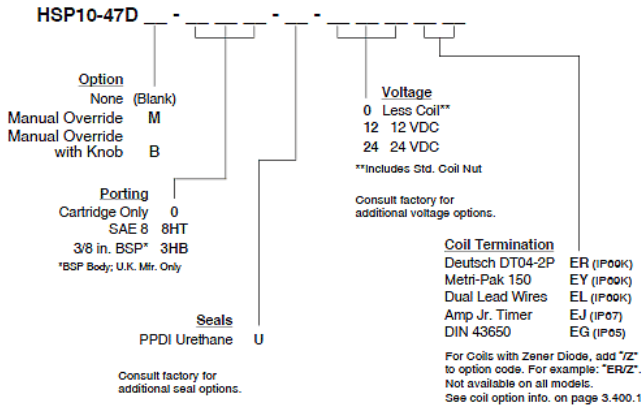 HSP10-47D __ - __ __ __ - __ - __ __ __ __ __
Option
None (Blank)
Manual Override M
Manual Override
with Knob B
Porting
Cartridge Only 0
SAE 8 8HT
3/8 in. BSP* 3HB
*BSP Body; U.K. Mfr. Only
Seals
PPDI Urethane U
Consult factory for
additional seal options.
Voltage
0 Less Coil**
12 12 VDC
24 24 VDC
**Includes Std. Coil Nut
Consult factory for
additional voltage options.
Coil Termination
Deutsch DT04-2P ER (IP69K)
Metri-Pak 150 EY (IP69K)
Dual Lead Wires EL (IP69K)
Amp Jr. Timer EJ (IP67)
DIN 43650 EG (IP65)
For Coils with Zener Diode, add "/Z"
to option code. For example: "ER/Z".
Not available on all models.
See coil option info. on page 3.400.1